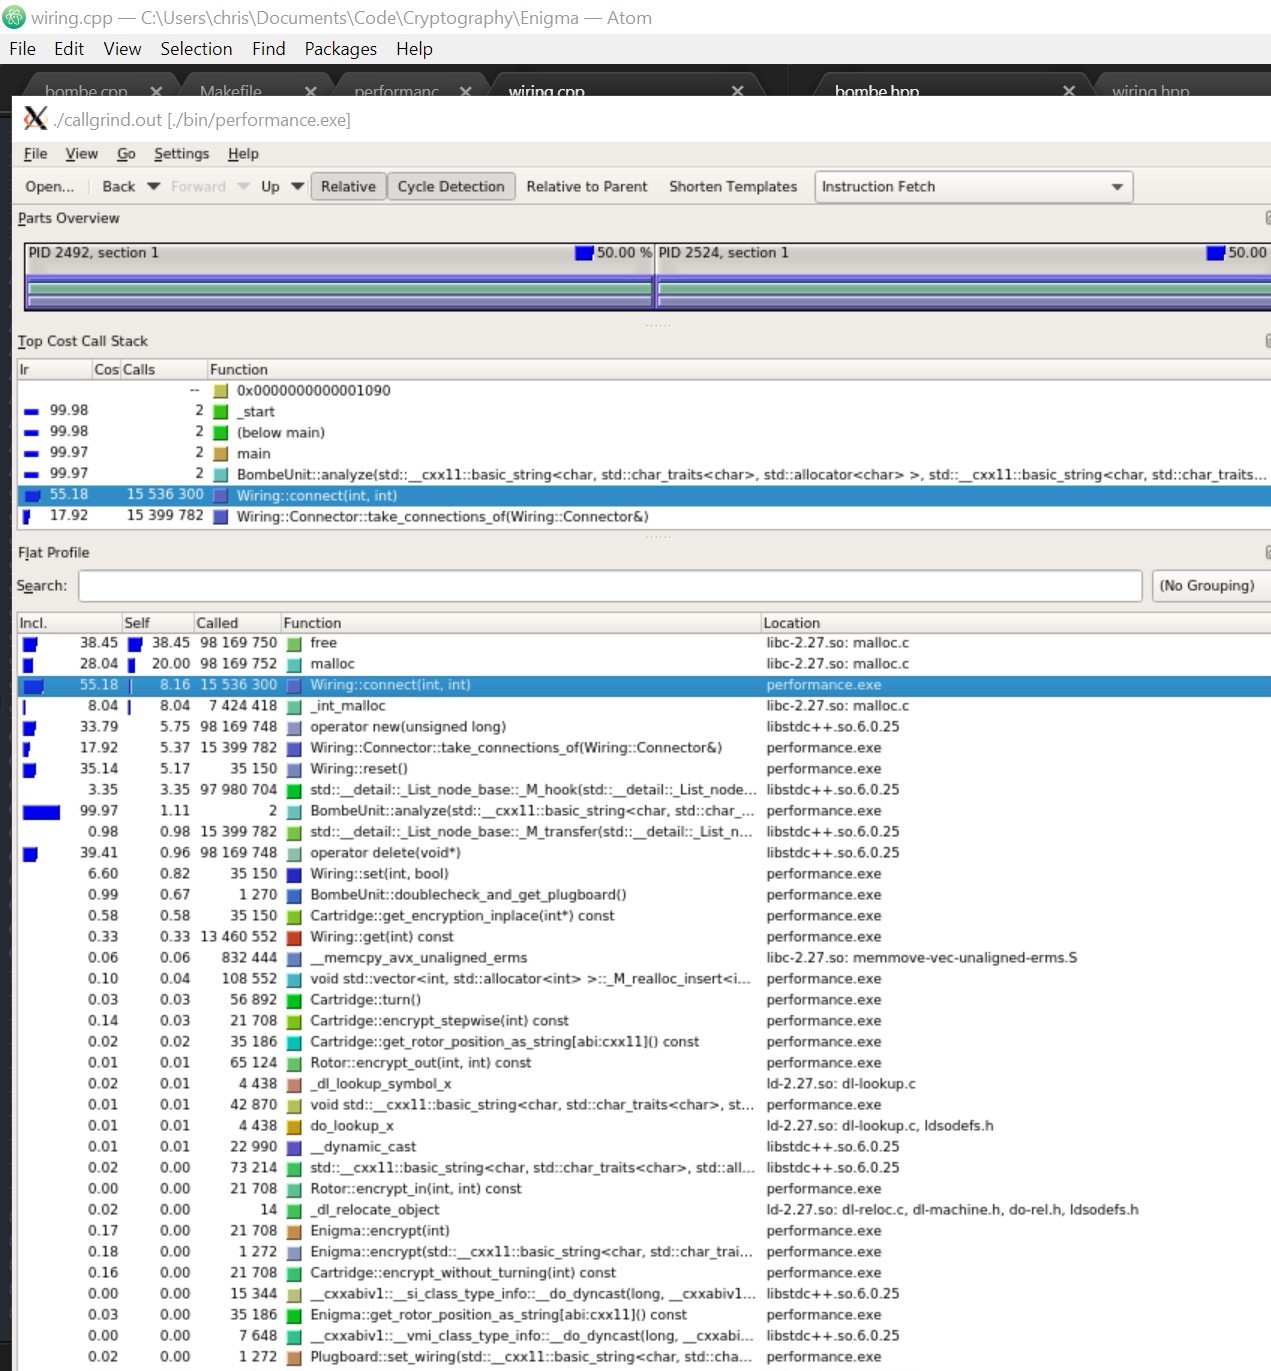 wiring.cpp — C:\Users\chris\Documents\Code\Cryptography\Enigma — Atom
File Edit View Selection Find Packages Help
bombe.cpp Makefile performanc wiring.cpp bombe.hpp wiring.hpp
./callgrind.out [./bin/performance.exe]
File View Go Settings Help
Open... Back Forward Up Relative Cycle Detection Relative to Parent Shorten Templates Instruction Fetch
Parts Overview
PID 2492, section 1 50.00 % PID 2524, section 1 50.00
Top Cost Call Stack
Ir Cos Calls Function
-- 0x0000000000001090
99.98 2 _start
99.98 2 (below main)
99.97 2 main
99.97 2 BombeUnit::analyze(std::__cxx11::basic_string<char, std::char_traits<char>, std::allocator<char> >, std::__cxx11::basic_string<char, std::char_traits...
55.18 15 536 300 Wiring::connect(int, int)
17.92 15 399 782 Wiring::Connector::take_connections_of(Wiring::Connector&)
Flat Profile
Search: (No Grouping)
Incl. Self Called Function Location
38.45 38.45 98 169 750 free libc-2.27.so: malloc.c
28.04 20.00 98 169 752 malloc libc-2.27.so: malloc.c
55.18 8.16 15 536 300 Wiring::connect(int, int) performance.exe
8.04 8.04 7 424 418 _int_malloc libc-2.27.so: malloc.c
33.79 5.75 98 169 748 operator new(unsigned long) libstdc++.so.6.0.25
17.92 5.37 15 399 782 Wiring::Connector::take_connections_of(Wiring::Connector&) performance.exe
35.14 5.17 35 150 Wiring::reset() performance.exe
3.35 3.35 97 980 704 std::__detail::_List_node_base::_M_hook(std::__detail::_List_node... libstdc++.so.6.0.25
99.97 1.11 2 BombeUnit::analyze(std::__cxx11::basic_string<char, std::char_... performance.exe
0.98 0.98 15 399 782 std::__detail::_List_node_base::_M_transfer(std::__detail::_List_n... libstdc++.so.6.0.25
39.41 0.96 98 169 748 operator delete(void*) libstdc++.so.6.0.25
6.60 0.82 35 150 Wiring::set(int, bool) performance.exe
0.99 0.67 1 270 BombeUnit::doublecheck_and_get_plugboard() performance.exe
0.58 0.58 35 150 Cartridge::get_encryption_inplace(int*) const performance.exe
0.33 0.33 13 460 552 Wiring::get(int) const performance.exe
0.06 0.06 832 444 __memcpy_avx_unaligned_erms libc-2.27.so: memmove-vec-unaligned-erms.S
0.10 0.04 108 552 void std::vector<int, std::allocator<int> >::_M_realloc_insert<i... performance.exe
0.03 0.03 56 892 Cartridge::turn() performance.exe
0.14 0.03 21 708 Cartridge::encrypt_stepwise(int) const performance.exe
0.02 0.02 35 186 Cartridge::get_rotor_position_as_string[abi:cxx11]() const performance.exe
0.01 0.01 65 124 Rotor::encrypt_out(int, int) const performance.exe
0.02 0.01 4 438 _dl_lookup_symbol_x ld-2.27.so: dl-lookup.c
0.01 0.01 42 870 void std::__cxx11::basic_string<char, std::char_traits<char>, st... performance.exe
0.01 0.01 4 438 do_lookup_x ld-2.27.so: dl-lookup.c, ldsodefs.h
0.01 0.01 22 990 __dynamic_cast libstdc++.so.6.0.25
0.02 0.00 73 214 std::__cxx11::basic_string<char, std::char_traits<char>, std::all... libstdc++.so.6.0.25
0.00 0.00 21 708 Rotor::encrypt_in(int, int) const performance.exe
0.02 0.00 14 _dl_relocate_object ld-2.27.so: dl-reloc.c, dl-machine.h, do-rel.h, ldsodefs.h
0.17 0.00 21 708 Enigma::encrypt(int) performance.exe
0.18 0.00 1 272 Enigma::encrypt(std::__cxx11::basic_string<char, std::char_trai... performance.exe
0.16 0.00 21 708 Cartridge::encrypt_without_turning(int) const performance.exe
0.00 0.00 15 344 __cxxabiv1::__si_class_type_info::__do_dyncast(long, __cxxabiv1... libstdc++.so.6.0.25
0.03 0.00 35 186 Enigma::get_rotor_position_as_string[abi:cxx11]() const performance.exe
0.00 0.00 7 648 __cxxabiv1::__vmi_class_type_info::__do_dyncast(long, __cxxabi... libstdc++.so.6.0.25
0.02 0.00 1 272 Plugboard::set_wiring(std::__cxx11::basic_string<char, std::cha... performance.exe